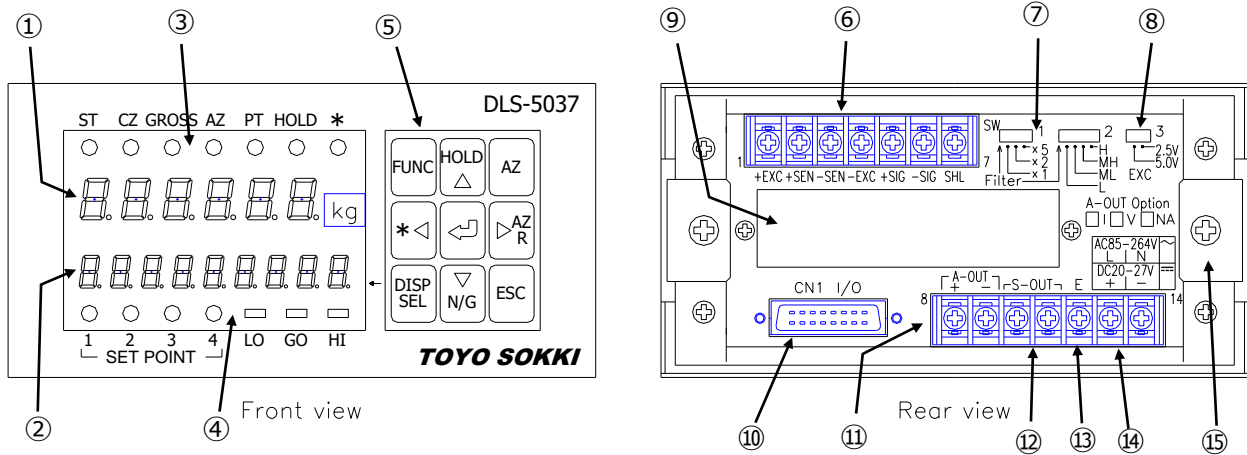 ① ③ ⑤
DLS-5037
ST CZ GROSS AZ PT HOLD *
kg
FUNC HOLD △ AZ
* ◁ ▷ AZ R
DISP SEL ▽ N/G ESC
1 2 3 4 LO GO HI
SET POINT
TOYO SOKKI
② ④
Front view
⑥ ⑦ ⑧ ⑨
SW 1 2 3
1 7
+EXC +SEN -SEN -EXC +SIG -SIG SHL
×5
×2
×1
Filter
H
MH
ML
L
2.5V
5.0V
EXC
A-OUT Option
□I □V □NA
AC85-264V ~
L N
DC20-27V ⎓
+ -
CN1 I/O
A-OUT
+ - S-OUT E
8 14
Rear view
⑩ ⑪ ⑫ ⑬ ⑭ ⑮